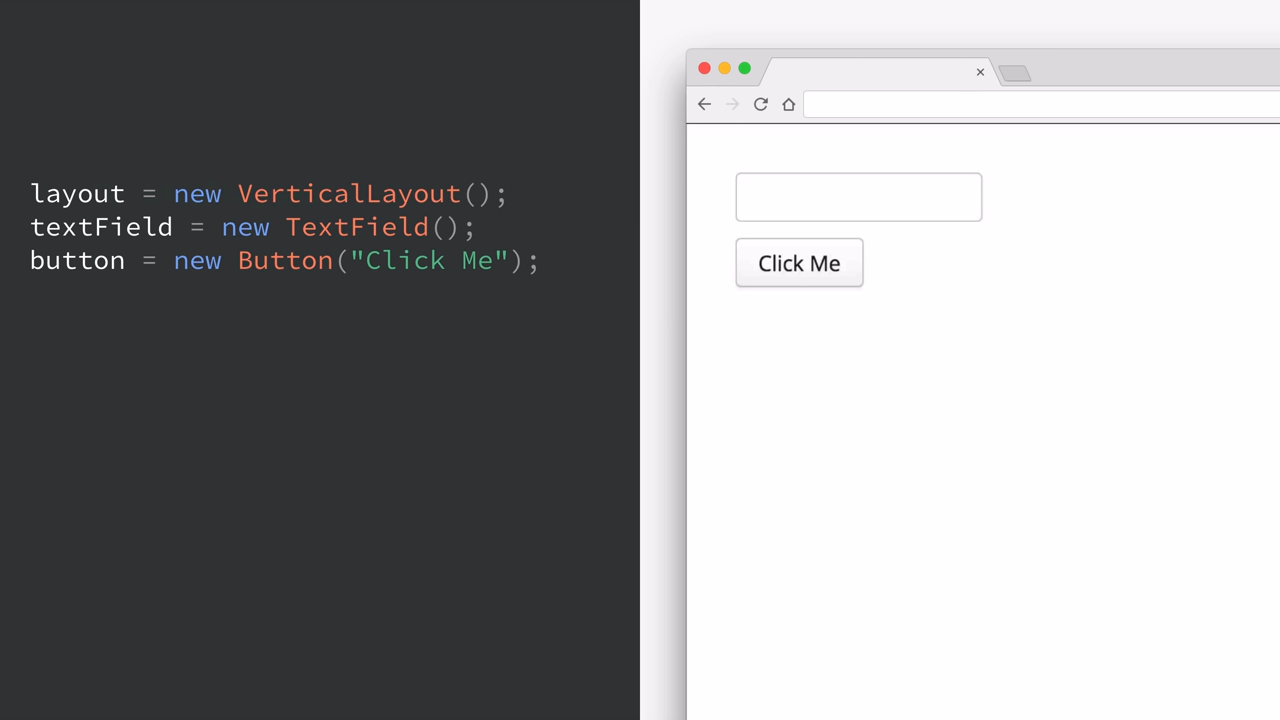 layout = new VerticalLayout();
textField = new TextField();
button = new Button("Click Me");
Click Me